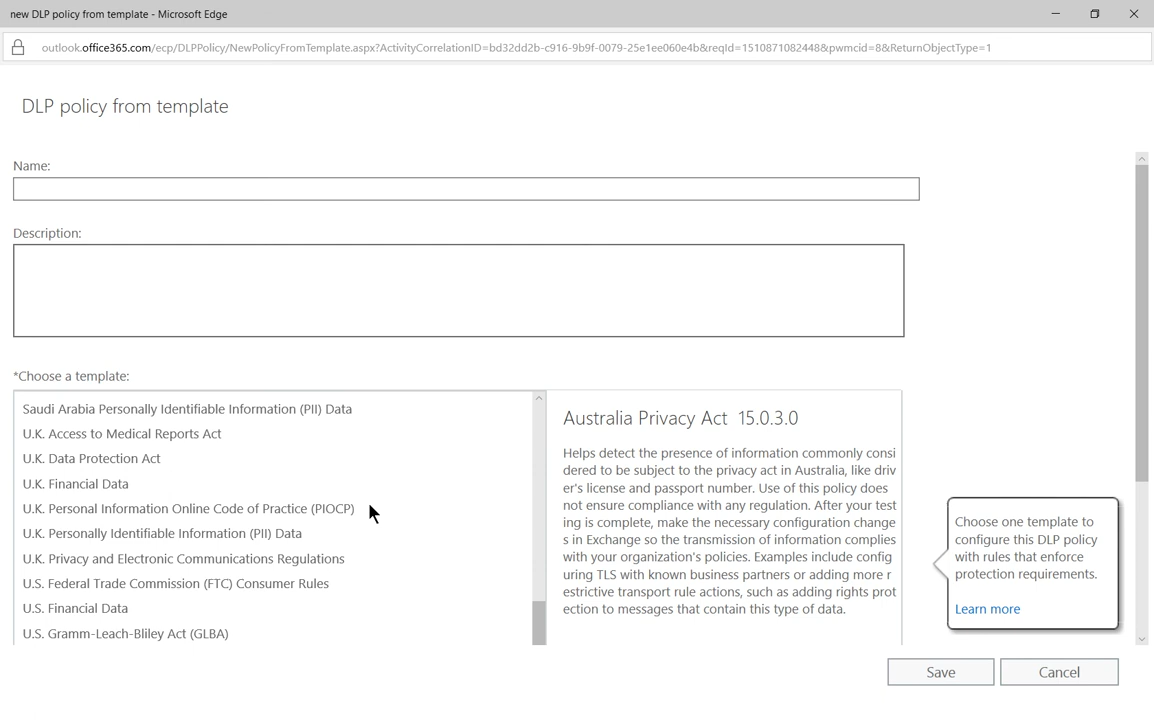 new DLP policy from template - Microsoft Edge
outlook.office365.com/ecp/DLPPolicy/NewPolicyFromTemplate.aspx?ActivityCorrelationID=bd32dd2b-c916-9b9f-0079-25e1ee060e4b&reqId=1510871082448&pwmcid=8&ReturnObjectType=1
DLP policy from template
Name:
Description:
*Choose a template:
Saudi Arabia Personally Identifiable Information (PII) Data
U.K. Access to Medical Reports Act
U.K. Data Protection Act
U.K. Financial Data
U.K. Personal Information Online Code of Practice (PIOCP)
U.K. Personally Identifiable Information (PII) Data
U.K. Privacy and Electronic Communications Regulations
U.S. Federal Trade Commission (FTC) Consumer Rules
U.S. Financial Data
U.S. Gramm-Leach-Bliley Act (GLBA)
Australia Privacy Act 15.0.3.0
Helps detect the presence of information commonly consi
dered to be subject to the privacy act in Australia, like driv
er's license and passport number. Use of this policy does
not ensure compliance with any regulation. After your test
ing is complete, make the necessary configuration change
s in Exchange so the transmission of information complies
with your organization's policies. Examples include config
uring TLS with known business partners or adding more r
estrictive transport rule actions, such as adding rights prot
ection to messages that contain this type of data.
Choose one template to
configure this DLP policy
with rules that enforce
protection requirements.
Learn more
Save
Cancel